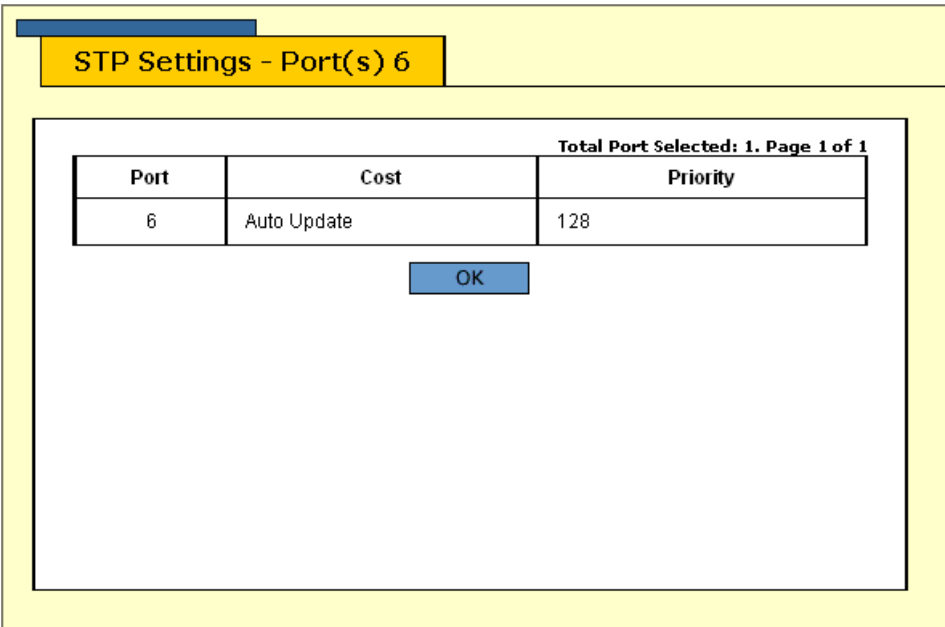 STP Settings - Port(s) 6
Total Port Selected: 1. Page 1 of 1
Port Cost Priority
6 Auto Update 128
OK